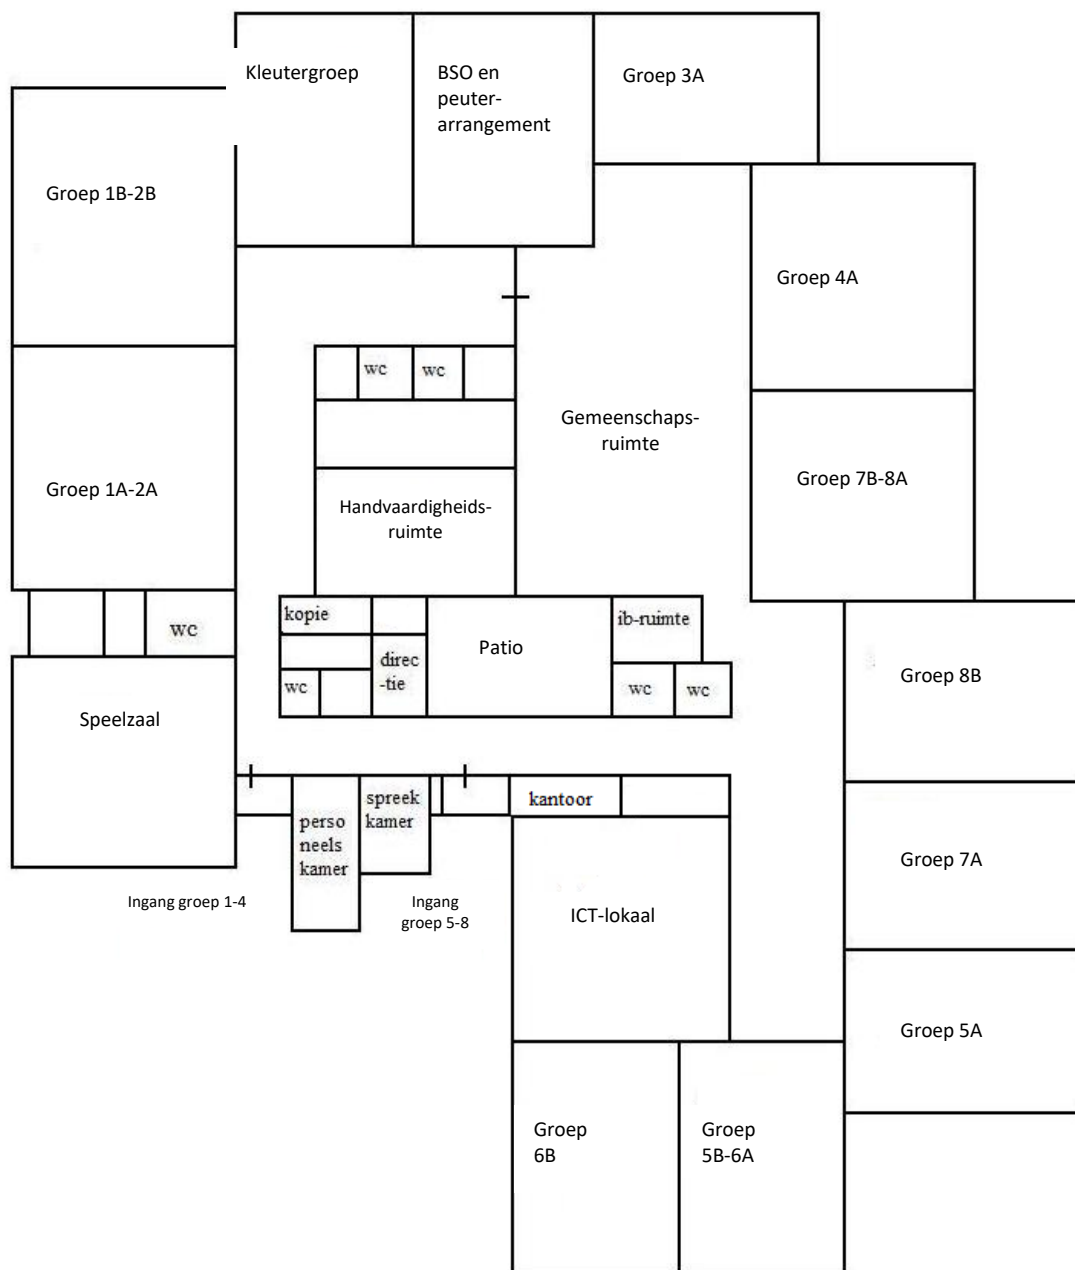 Kleutergroep
BSO en
peuter-
arrangement
Groep 3A
Groep 1B-2B
Groep 4A
wc
wc
Gemeenschaps-
ruimte
Groep 1A-2A
Groep 7B-8A
Handvaardigheids-
ruimte
kopie
ib-ruimte
wc
Patio
direc
-tie
wc
wc
wc
Groep 8B
Speelzaal
spreek
kamer
kantoor
perso
neels
kamer
Groep 7A
Ingang groep 1-4
Ingang
groep 5-8
ICT-lokaal
Groep 5A
Groep
6B
Groep
5B-6A